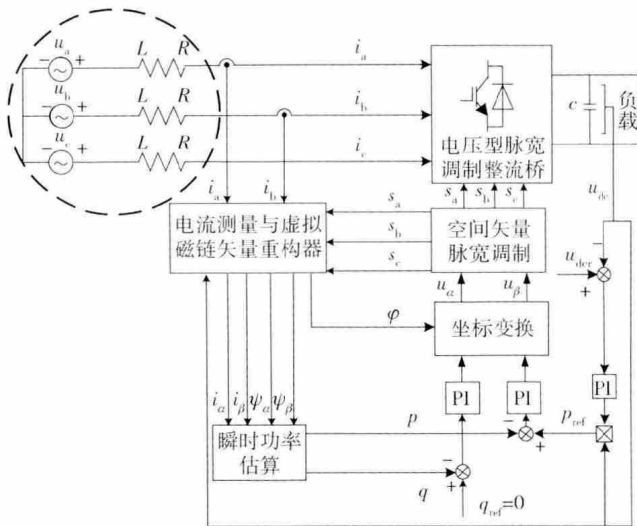 u_a
L R
i_a
u_b
L R
i_b
u_c
L R
i_c
c
负载
电压型脉宽
调制整流桥
i_a i_b
s_a s_b s_c
u_dc
电流测量与虚拟
磁链矢量重构器
s_a
s_b
s_c
空间矢量
脉宽调制
u_dcr
u_α u_β
φ
坐标变换
PI PI PI
i_α i_β ψ_α ψ_β
瞬时功率
估算
p
p_ref
q
q_ref=0